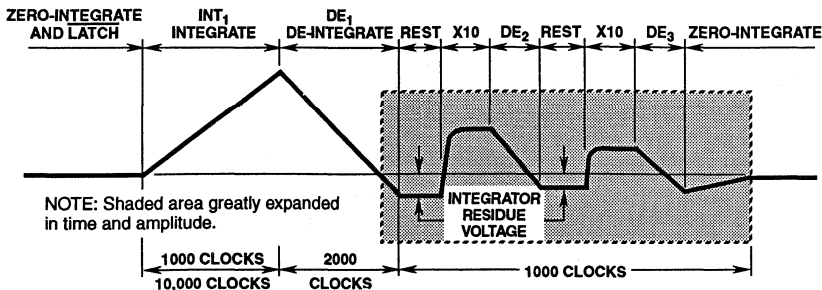 ZERO-INTEGRATE
AND LATCH
INT1
INTEGRATE
DE1
DE-INTEGRATE
REST
X10
DE2
REST
X10
DE3
ZERO-INTEGRATE
NOTE: Shaded area greatly expanded
in time and amplitude.
INTEGRATOR
RESIDUE
VOLTAGE
1000 CLOCKS
10,000 CLOCKS
2000
CLOCKS
1000 CLOCKS